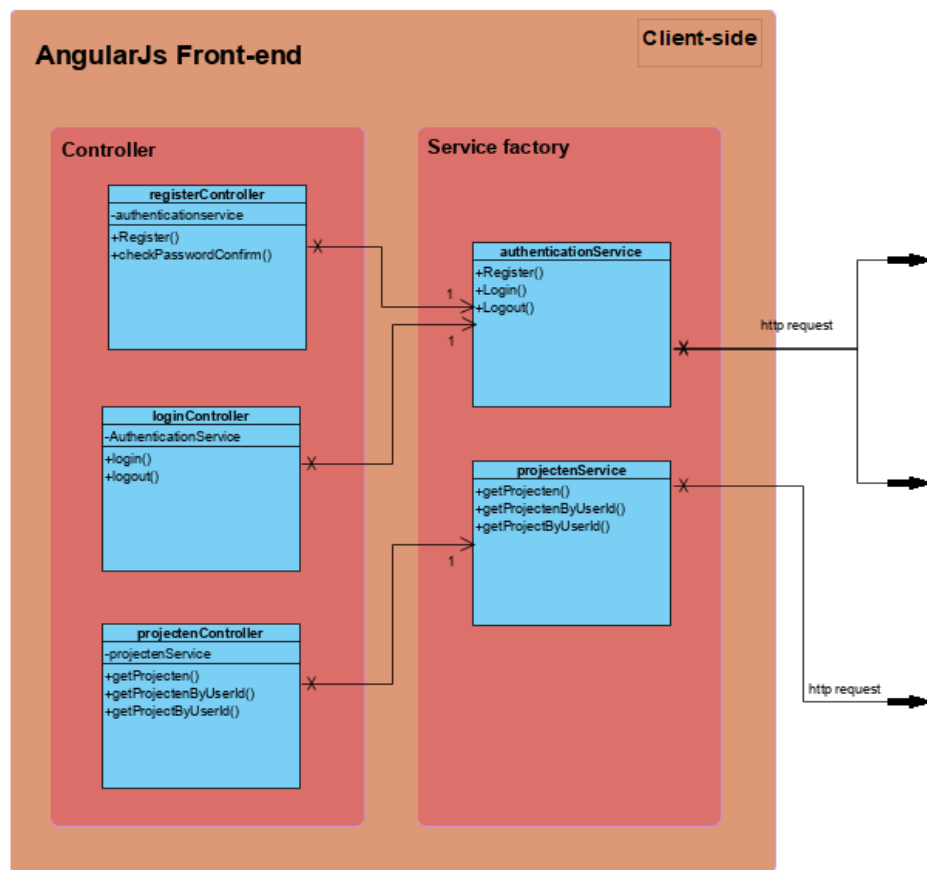 AngularJs Front-end
Client-side
Controller
registerController
-authenticationservice
+Register()
+checkPasswordConfirm()
loginController
-AuthenticationService
+login()
+logout()
projectenController
-projectenService
+getProjecten()
+getProjectenByUserId()
+getProjectByUserId()
Service factory
1
1
authenticationService
+Register()
+Login()
+Logout()
http request
1
projectenService
+getProjecten()
+getProjectenByUserId()
+getProjectByUserId()
http request